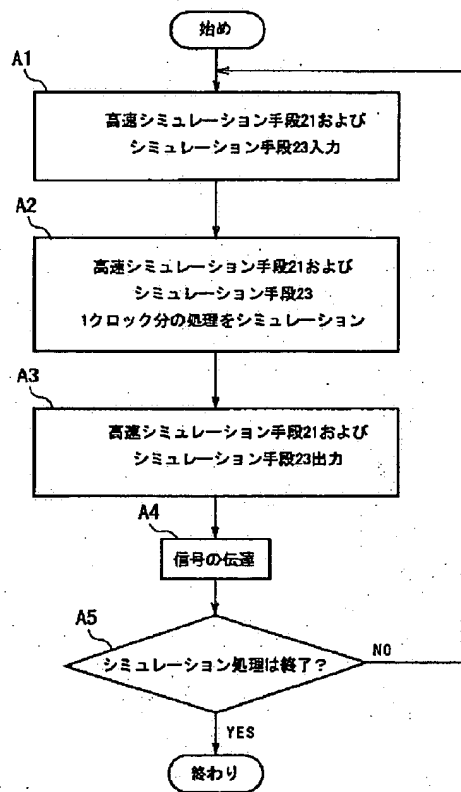 始め
A1
高速シミュレーション手段21および
シミュレーション手段23入力
A2
高速シミュレーション手段21および
シミュレーション手段23
1クロック分の処理をシミュレーション
A3
高速シミュレーション手段21および
シミュレーション手段23出力
A4
信号の伝達
A5
シミュレーション処理は終了?
NO
YES
終わり